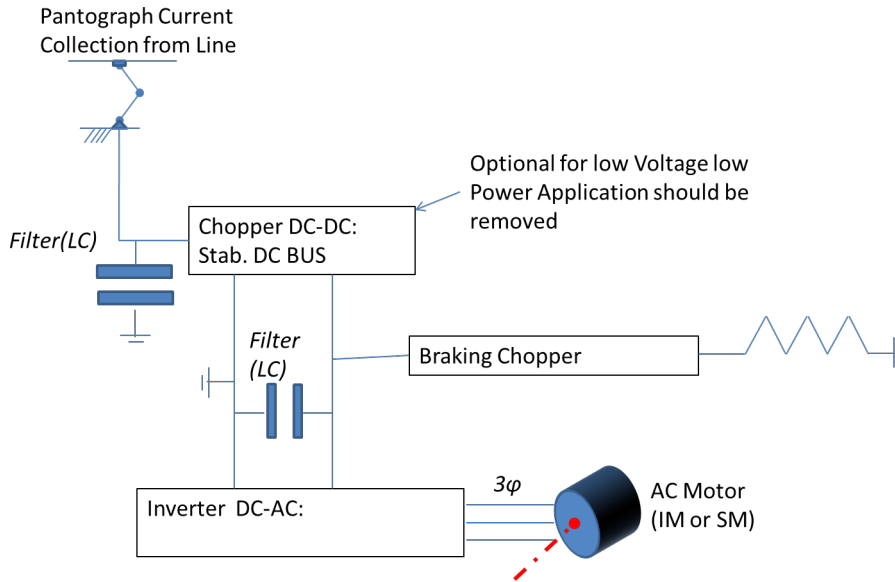 Pantograph Current
Collection from Line
Optional for low Voltage low
Power Application should be
removed
Chopper DC-DC:
Stab. DC BUS
Filter(LC)
Filter
(LC)
Braking Chopper
3φ
AC Motor
(IM or SM)
Inverter  DC-AC: